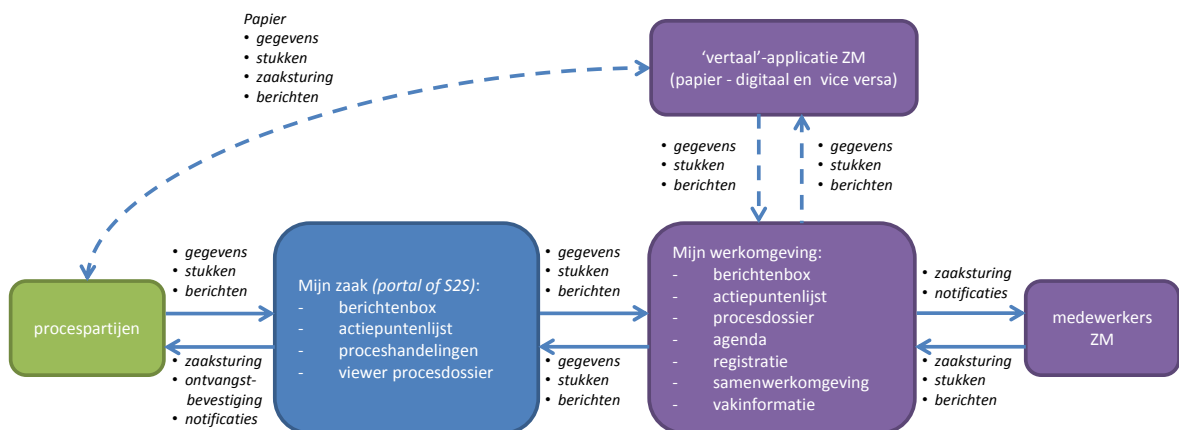 Papier
• gegevens
• stukken
• zaaksturing
• berichten
‘vertaal’-applicatie ZM
(papier - digitaal en vice versa)
• gegevens
• stukken
• berichten
• gegevens
• stukken
• berichten
procespartijen
• gegevens
• stukken
• berichten
• zaaksturing
• ontvangst-
bevestiging
• notificaties
Mijn zaak (portal of S2S):
- berichtenbox
- actiepuntenlijst
- proceshandelingen
- viewer procesdossier
• gegevens
• stukken
• berichten
• gegevens
• stukken
• berichten
Mijn werkomgeving:
- berichtenbox
- actiepuntenlijst
- procesdossier
- agenda
- registratie
- samenwerkomgeving
- vakinformatie
• zaaksturing
• notificaties
• zaaksturing
• stukken
• berichten
medewerkers
ZM